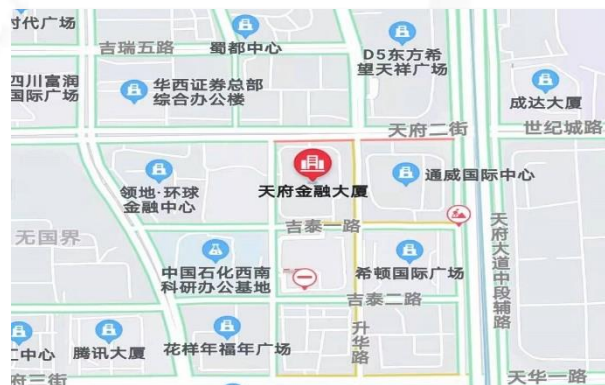 时代广场
吉瑞五路
蜀都中心
D5东方希
望天祥广场
四川富润
国际广场
华西证券总部
综合办公楼
成达大厦
天府二街
世纪城路
领地·环球
金融中心
天府金融大厦
通威国际中心
吉泰一路
天府大道中段辅路
无国界
中国石化西南
科研办公基地
希顿国际广场
吉泰二路
升华路
汇中心
腾讯大厦
花样年福年广场
府三街
天华一路